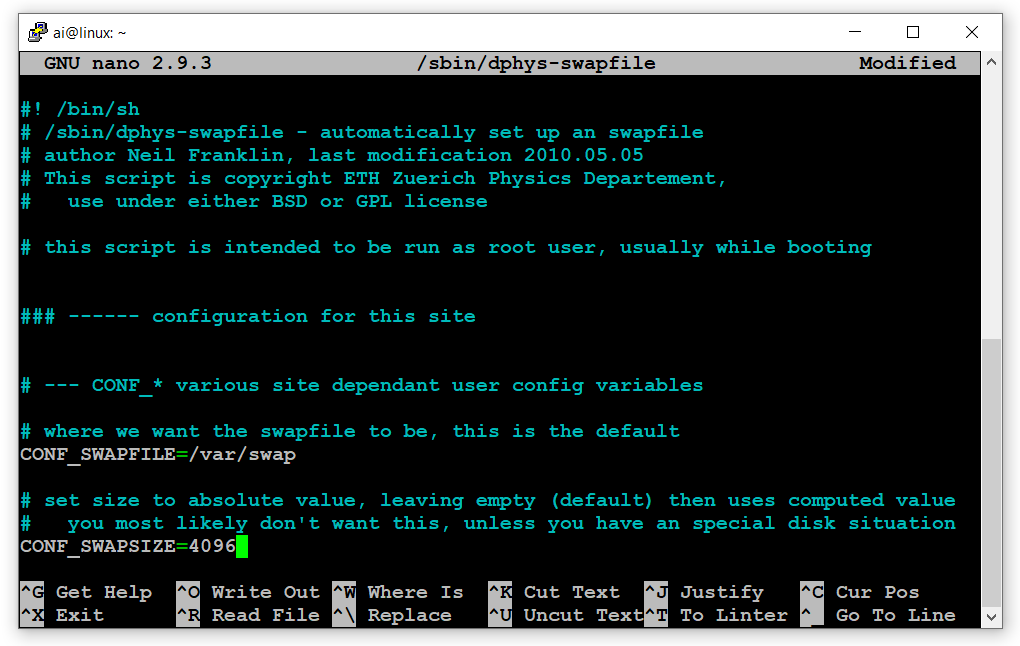 ai@linux: ~
GNU nano 2.9.3 /sbin/dphys-swapfile Modified
#! /bin/sh
# /sbin/dphys-swapfile - automatically set up an swapfile
# author Neil Franklin, last modification 2010.05.05
# This script is copyright ETH Zuerich Physics Departement,
#   use under either BSD or GPL license
# this script is intended to be run as root user, usually while booting
### ------ configuration for this site
# --- CONF_* various site dependant user config variables
# where we want the swapfile to be, this is the default
CONF_SWAPFILE=/var/swap
# set size to absolute value, leaving empty (default) then uses computed value
#   you most likely don't want this, unless you have an special disk situation
CONF_SWAPSIZE=4096
^G Get Help ^O Write Out ^W Where Is ^K Cut Text ^J Justify ^C Cur Pos
^X Exit ^R Read File ^\ Replace ^U Uncut Text ^T To Linter ^_ Go To Line